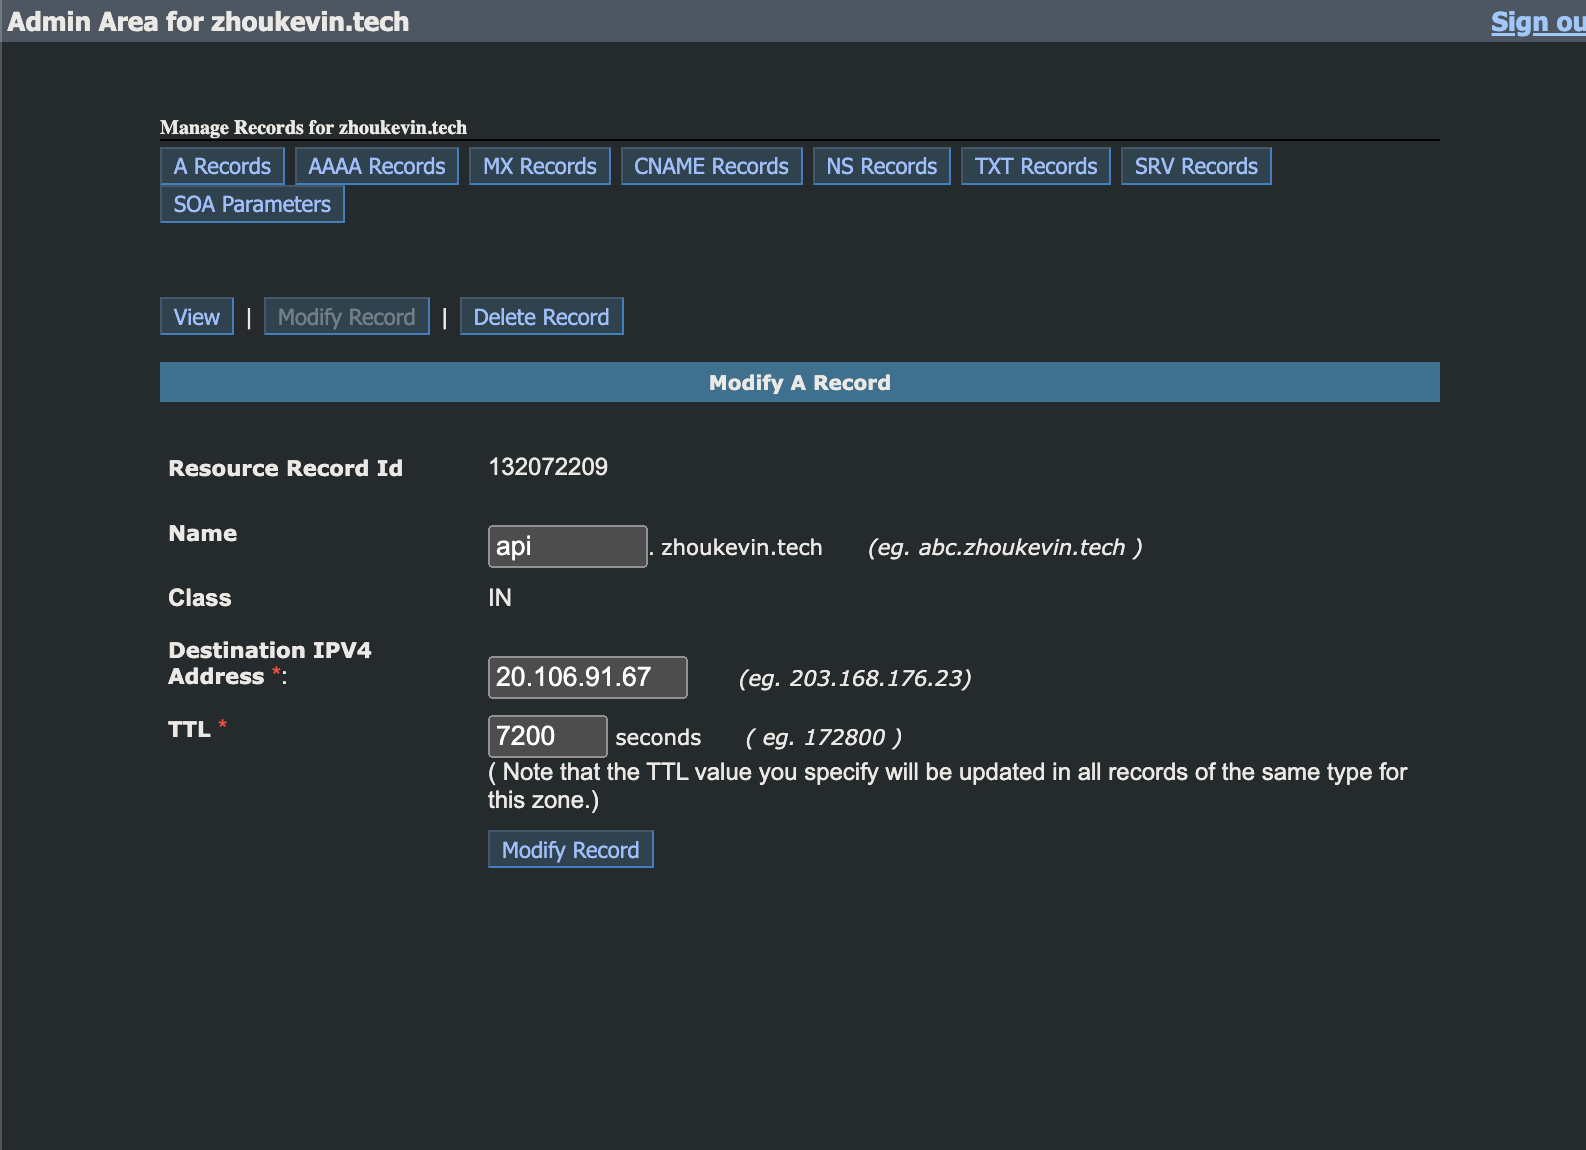 Admin Area for zhoukevin.tech
Sign ou
Manage Records for zhoukevin.tech
A Records AAAA Records MX Records CNAME Records NS Records TXT Records SRV Records
SOA Parameters
View | Modify Record | Delete Record
Modify A Record
Resource Record Id 132072209
Name api . zhoukevin.tech (eg. abc.zhoukevin.tech )
Class IN
Destination IPV4
Address *: 20.106.91.67 (eg. 203.168.176.23)
TTL * 7200 seconds ( eg. 172800 )
( Note that the TTL value you specify will be updated in all records of the same type for
this zone.)
Modify Record